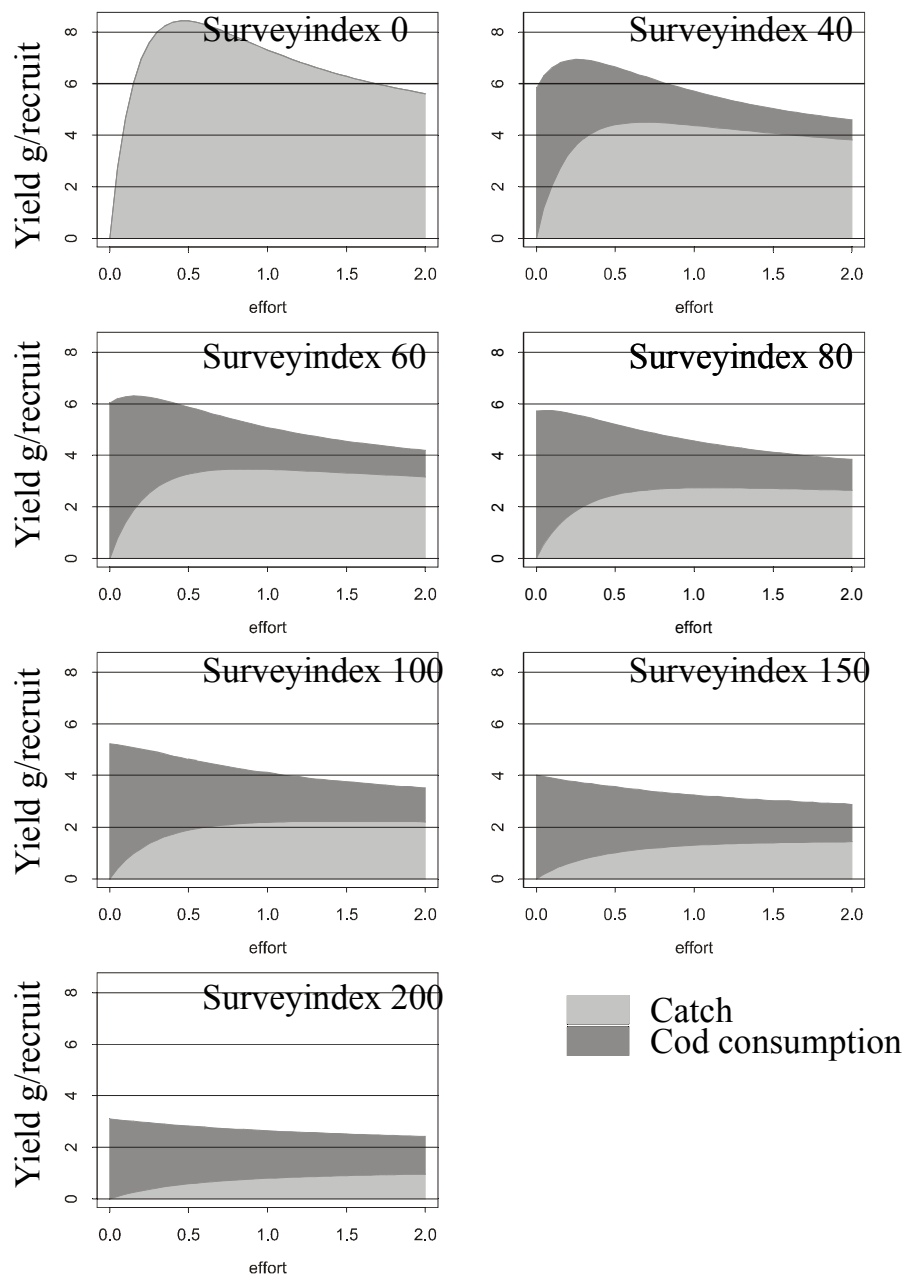 Surveyindex 0
Yield g/recruit
0 2 4 6 8
0.0 0.5 1.0 1.5 2.0
effort
Surveyindex 40
0 2 4 6 8
0.0 0.5 1.0 1.5 2.0
effort
Surveyindex 60
Yield g/recruit
0 2 4 6 8
0.0 0.5 1.0 1.5 2.0
effort
Surveyindex 80
0 2 4 6 8
0.0 0.5 1.0 1.5 2.0
effort
Surveyindex 100
Yield g/recruit
0 2 4 6 8
0.0 0.5 1.0 1.5 2.0
effort
Surveyindex 150
0 2 4 6 8
0.0 0.5 1.0 1.5 2.0
effort
Surveyindex 200
Yield g/recruit
0 2 4 6 8
0.0 0.5 1.0 1.5 2.0
effort
Catch
Cod consumption